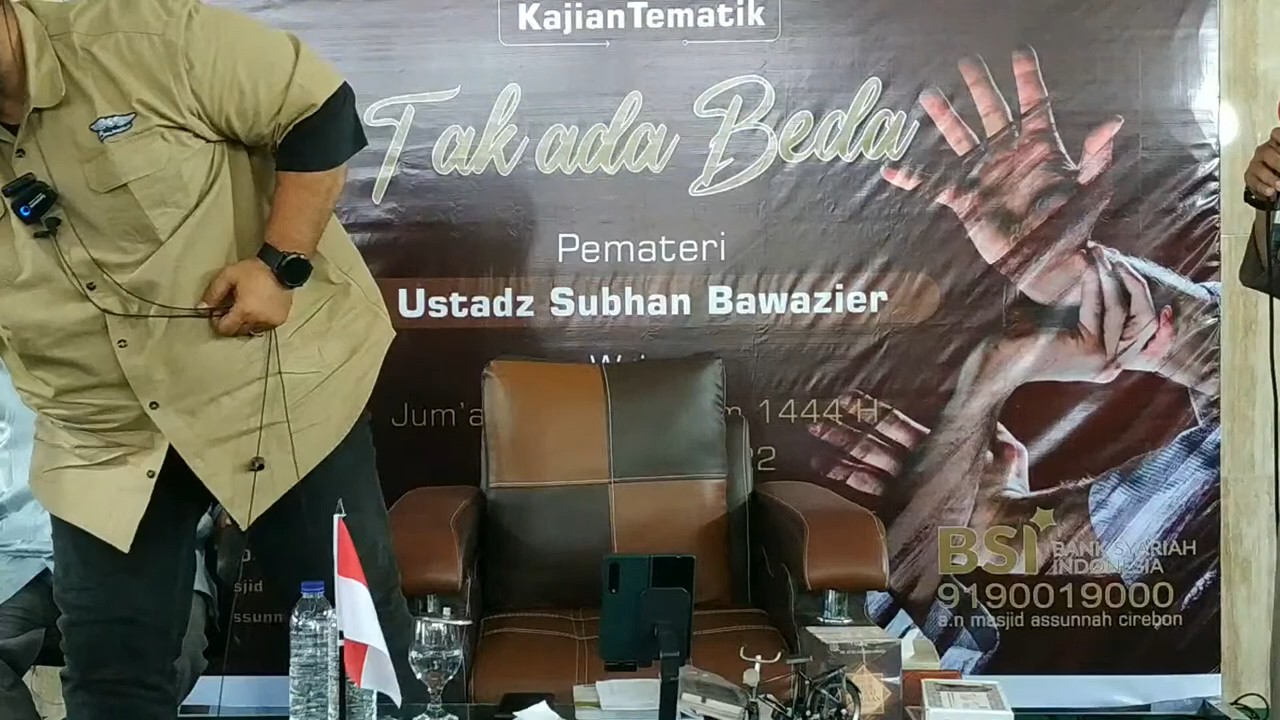 KajianTematik
Tak ada Beda
Pemateri
Ustadz Subhan Bawazier
1444 H
BSI BANK SYARIAH
INDONESIA
9190019000
a.n masjid assunnah cirebon